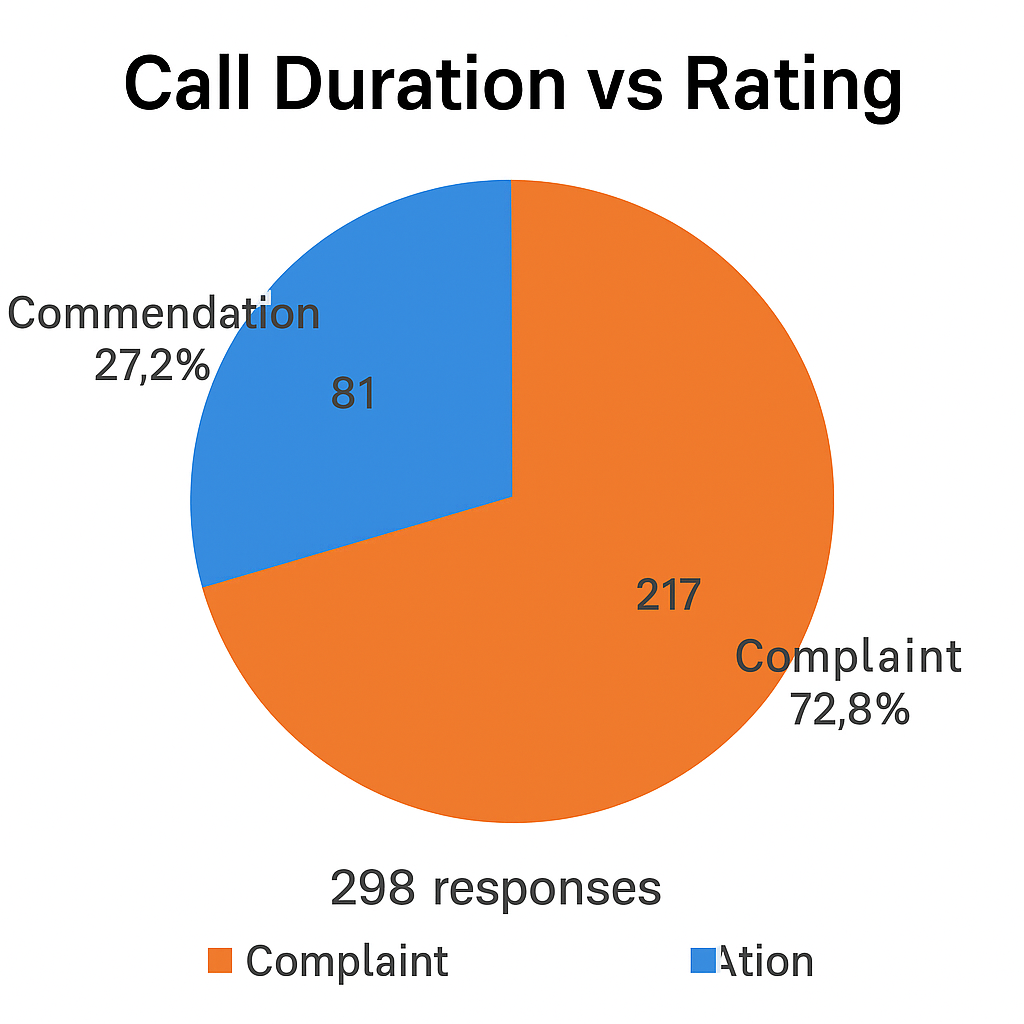 Call Duration vs Rating
Commendation
27,2%
81
217
Complaint
72,8%
298 responses
Complaint
Ation